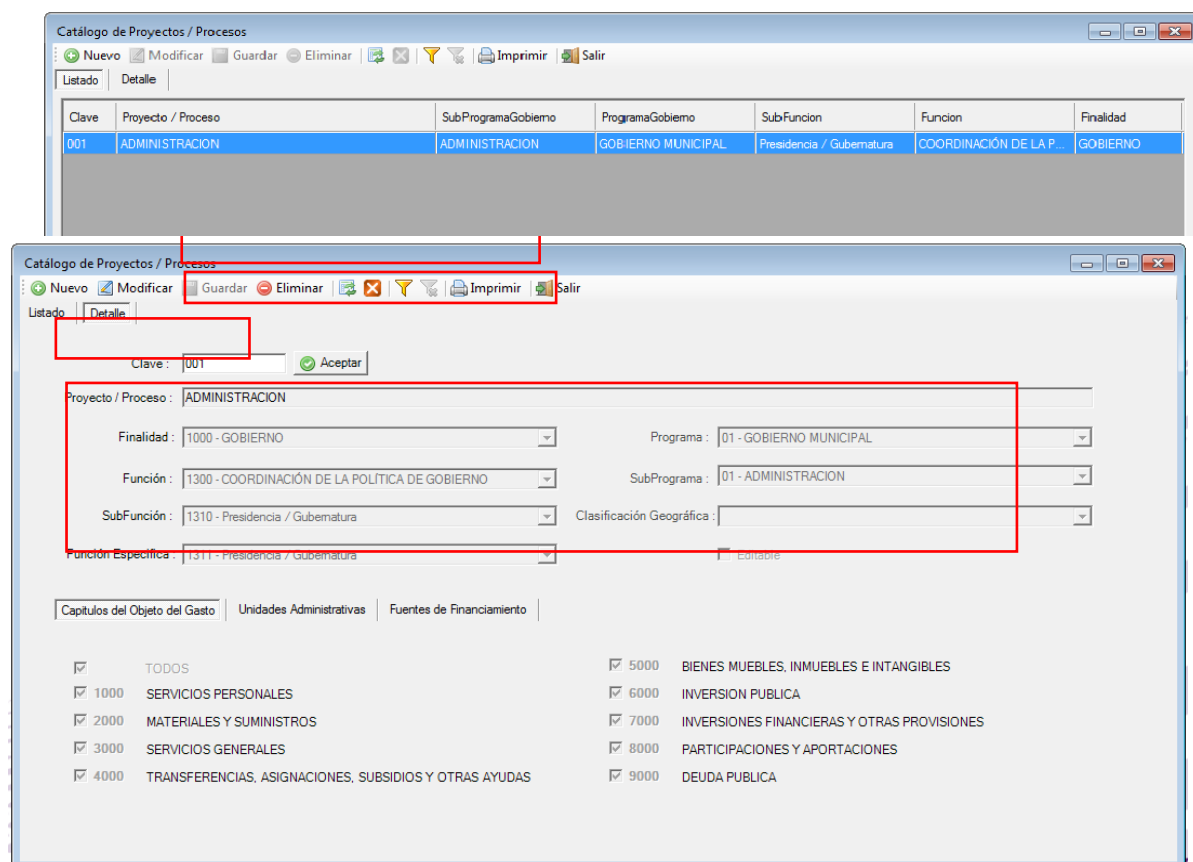 Catálogo de Proyectos / Procesos
Nuevo Modificar Guardar Eliminar Imprimir Salir
Listado Detalle
Clave Proyecto / Proceso SubProgramaGobierno ProgramaGobierno SubFuncion Funcion Finalidad
001 ADMINISTRACION ADMINISTRACION GOBIERNO MUNICIPAL Presidencia / Gubernatura COORDINACIÓN DE LA P... GOBIERNO
Catálogo de Proyectos / Procesos
Nuevo Modificar Guardar Eliminar Imprimir Salir
Listado Detalle
Clave : 001 Aceptar
Proyecto / Proceso : ADMINISTRACION
Finalidad : 1000 - GOBIERNO Programa : 01 - GOBIERNO MUNICIPAL
Función : 1300 - COORDINACIÓN DE LA POLÍTICA DE GOBIERNO SubPrograma : 01 - ADMINISTRACION
SubFunción : 1310 - Presidencia / Gubernatura Clasificación Geográfica :
Función Especifica : 1311 - Presidencia / Gubernatura Editable
Capitulos del Objeto del Gasto Unidades Administrativas Fuentes de Financiamiento
TODOS 5000 BIENES MUEBLES, INMUEBLES E INTANGIBLES
1000 SERVICIOS PERSONALES 6000 INVERSION PUBLICA
2000 MATERIALES Y SUMINISTROS 7000 INVERSIONES FINANCIERAS Y OTRAS PROVISIONES
3000 SERVICIOS GENERALES 8000 PARTICIPACIONES Y APORTACIONES
4000 TRANSFERENCIAS, ASIGNACIONES, SUBSIDIOS Y OTRAS AYUDAS 9000 DEUDA PUBLICA